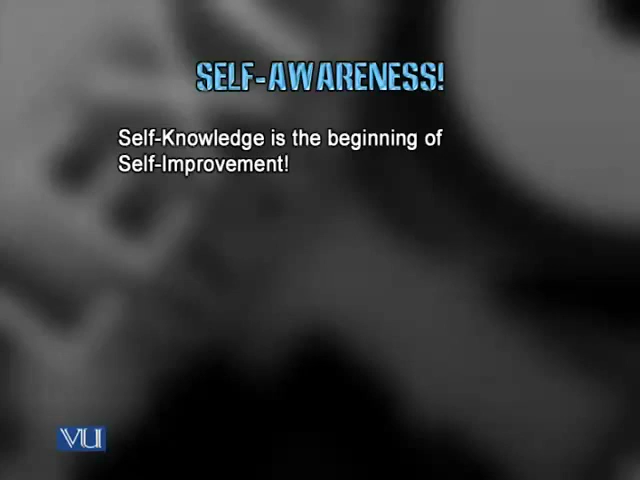 SELF-AWARENESS!
Self-Knowledge is the beginning of
Self-Improvement!
VU